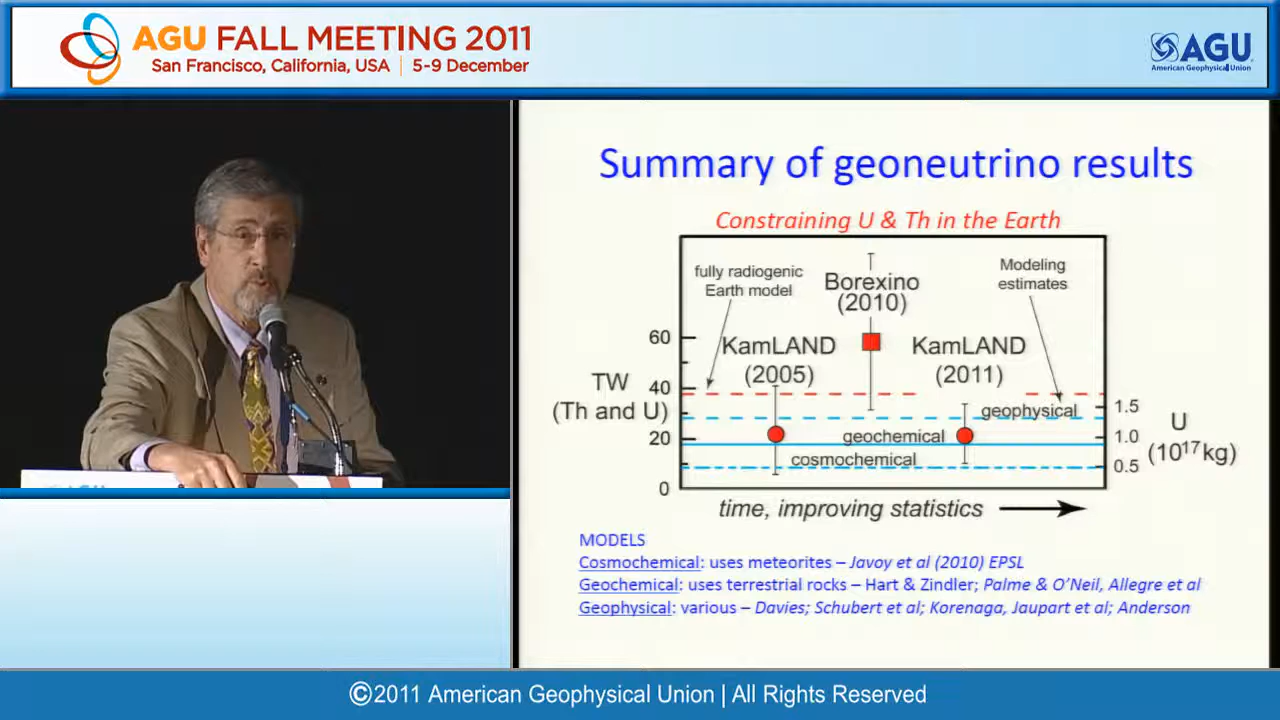 AGU FALL MEETING 2011
San Francisco, California, USA | 5-9 December
AGU
American Geophysical Union
Summary of geoneutrino results
Constraining U & Th in the Earth
fully radiogenic
Earth model
Borexino
(2010)
Modeling
estimates
KamLAND
(2005)
KamLAND
(2011)
TW
(Th and U)
60
40
20
0
geophysical
geochemical
cosmochemical
1.5
1.0
0.5
U
(10¹⁷kg)
time, improving statistics
MODELS
Cosmochemical: uses meteorites – Javoy et al (2010) EPSL
Geochemical: uses terrestrial rocks – Hart & Zindler; Palme & O'Neil, Allegre et al
Geophysical: various – Davies; Schubert et al; Korenaga, Jaupart et al; Anderson
©2011 American Geophysical Union | All Rights Reserved